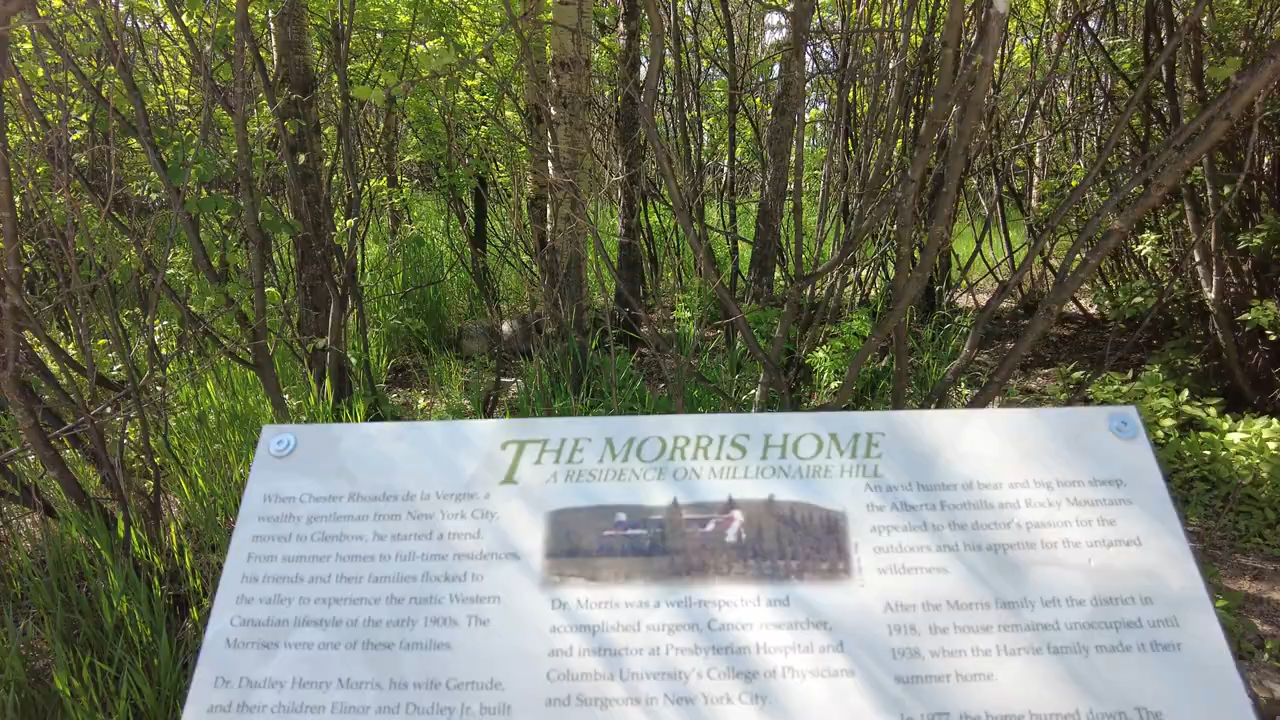 THE MORRIS HOME
A RESIDENCE ON MILLIONAIRE HILL
When Chester Rhoades de la Vergne, a
wealthy gentleman from New York City,
moved to Glenbow, he started a trend.
From summer homes to full-time residences,
his friends and their families flocked to
the valley to experience the rustic Western
Canadian lifestyle of the early 1900s. The
Morrises were one of these families.
Dr. Dudley Henry Morris, his wife Gertude,
and their children Elinor and Dudley Jr. built
Dr. Morris was a well-respected and
accomplished surgeon, Cancer researcher,
and instructor at Presbyterian Hospital and
Columbia University's College of Physicians
and Surgeons in New York City.
An avid hunter of bear and big horn sheep,
the Alberta Foothills and Rocky Mountains
appealed to the doctor's passion for the
outdoors and his appetite for the untamed
wilderness.
After the Morris family left the district in
1918, the house remained unoccupied until
1938, when the Harvie family made it their
summer home.
In 1977, the home burned down. The